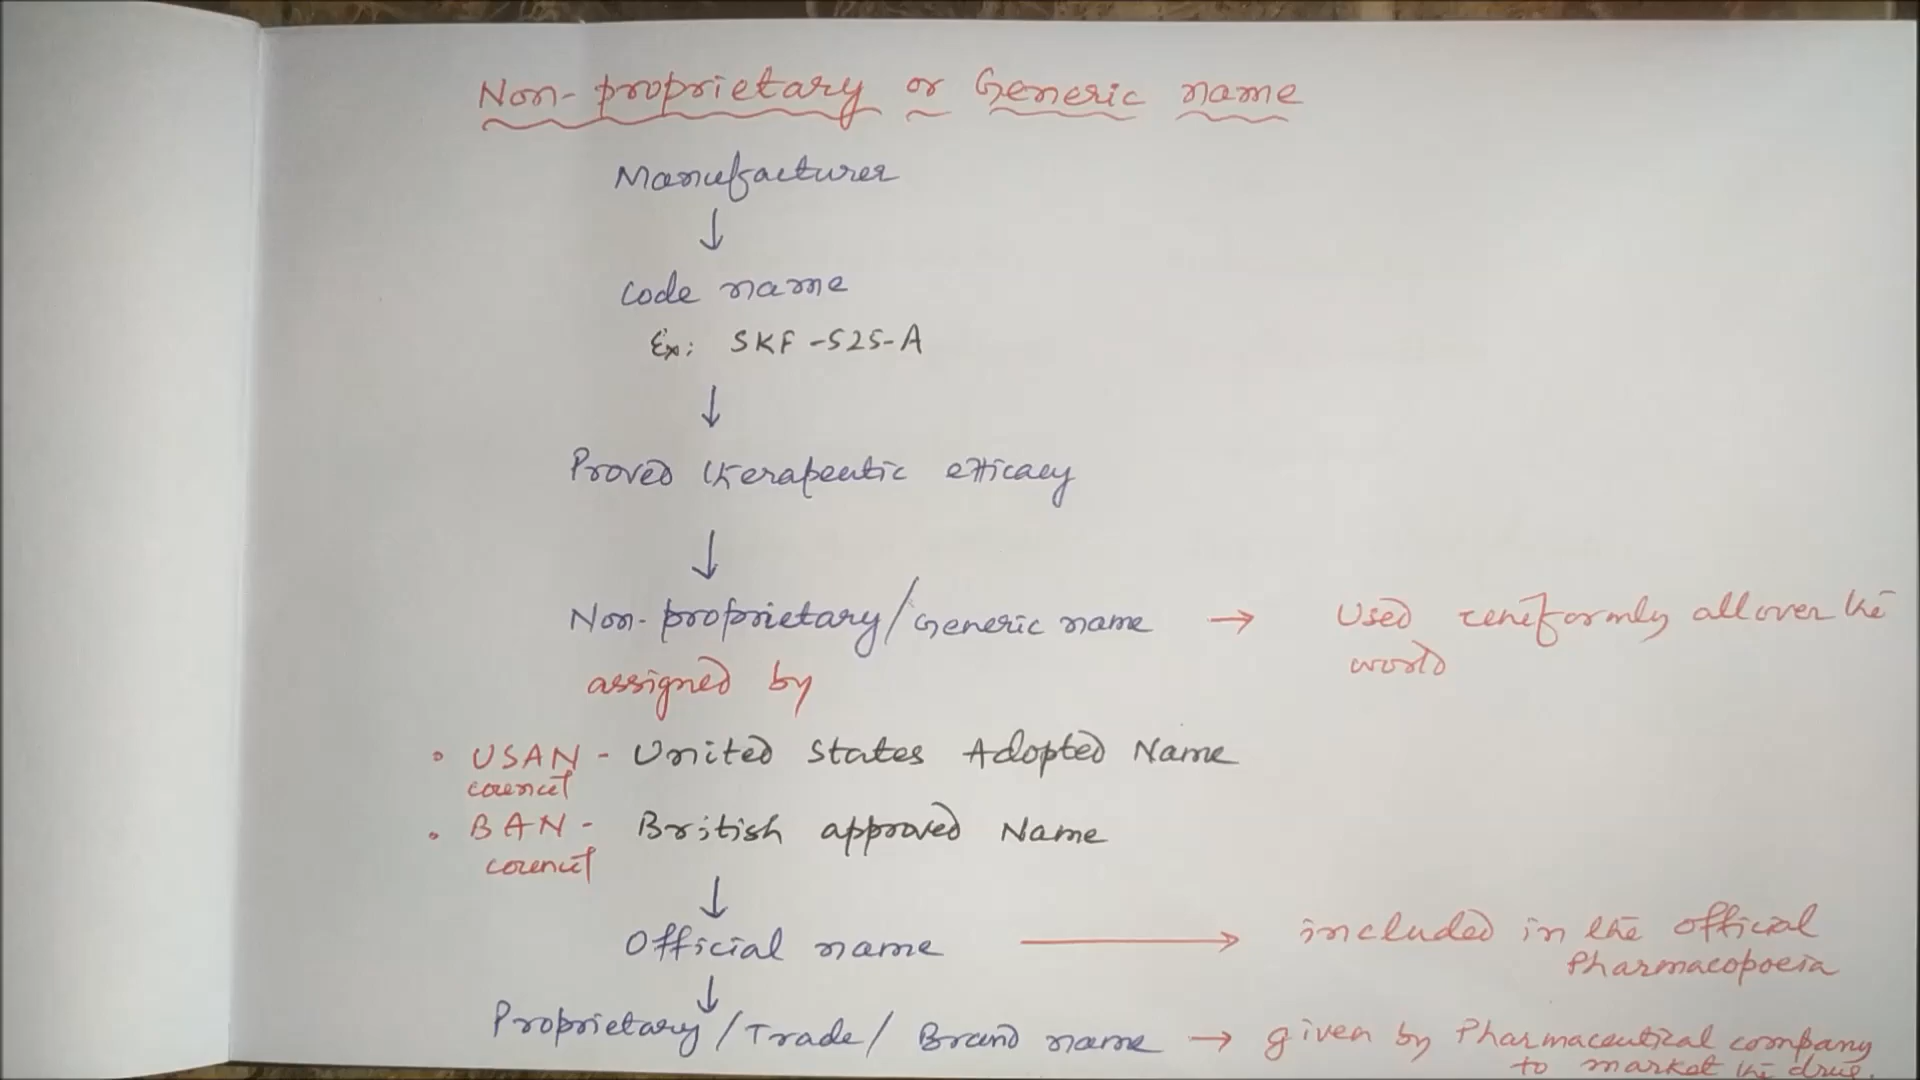 Non-proprietary or Generic name
Manufacturer
↓
Code name
Ex: SKF-525-A
↓
Proved therapeutic efficacy
↓
Non-proprietary/Generic name → Used uniformly all over the
world
assigned by
• USAN - United States Adopted Name
council
• BAN - British approved Name
council
↓
Official name → included in the official
Pharmacopoeia
↓
Proprietary/Trade/Brand name → given by Pharmaceutical company
to market the drug.